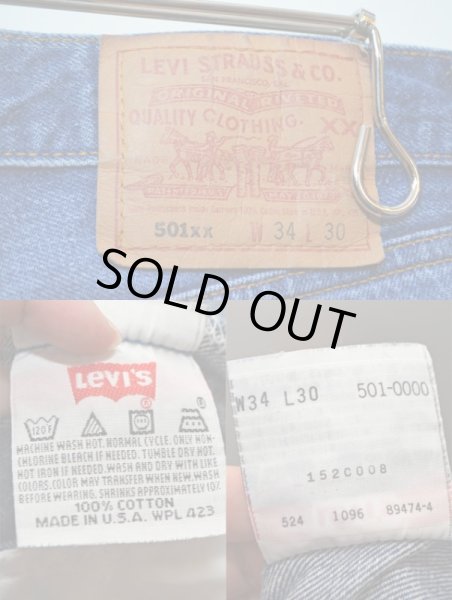 LEVI STRAUSS & CO.
SAN FRANCISCO, CAL.
ORIGINAL RIVETED
QUALITY CLOTHING.
XX
501XX W 34 L 30
SOLD OUT
LEVI'S
120F
MACHINE WASH HOT. NORMAL CYCLE. ONLY NON-
CHLORINE BLEACH IF NEEDED. TUMBLE DRY HOT.
HOT IRON IF NEEDED. WASH AND DRY WITH LIKE
COLORS. COLOR MAY TRANSFER WHEN NEW. WASH
BEFORE WEARING. SHRINKS APPROXIMATELY 10%.
100% COTTON
MADE IN U.S.A. WPL 423
W34 L30 501-0000
152C008
524 1096 89474-4